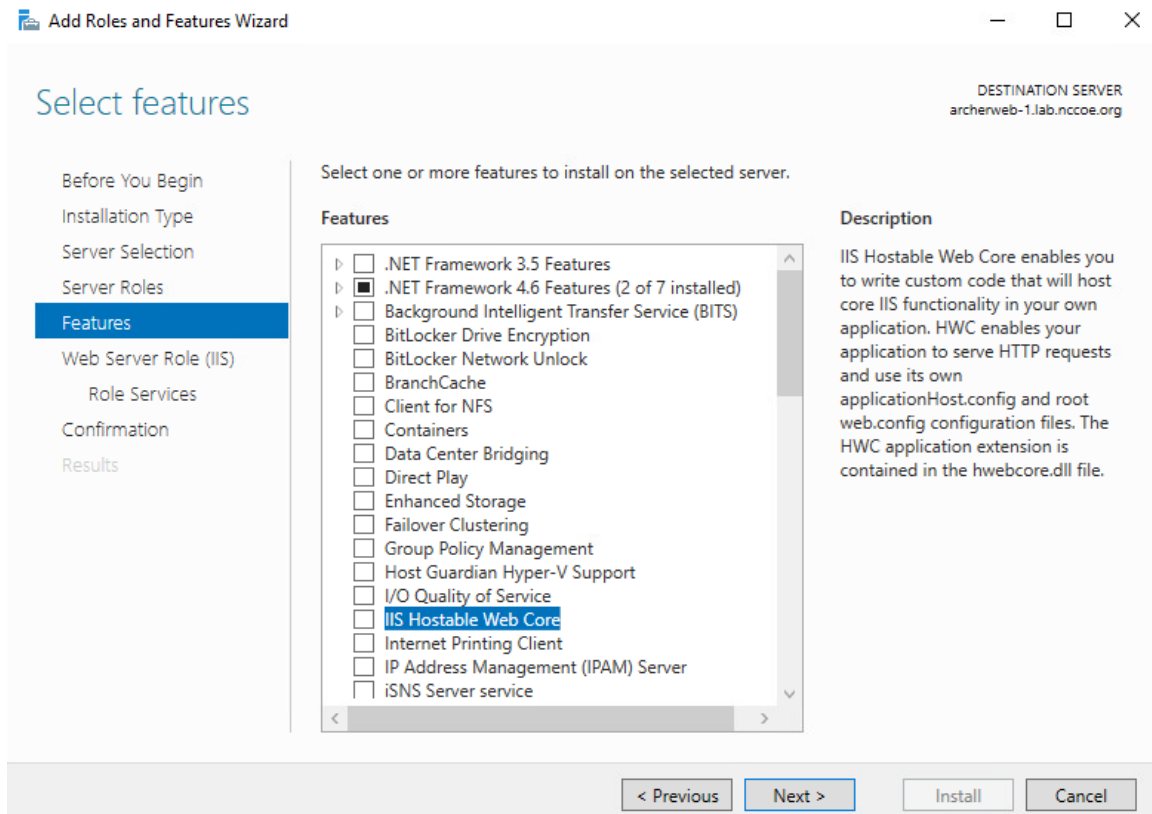 Add Roles and Features Wizard
Select features
DESTINATION SERVER
archerweb-1.lab.nccoe.org
Before You Begin
Installation Type
Server Selection
Server Roles
Features
Web Server Role (IIS)
Role Services
Confirmation
Results
Select one or more features to install on the selected server.
Features
.NET Framework 3.5 Features
.NET Framework 4.6 Features (2 of 7 installed)
Background Intelligent Transfer Service (BITS)
BitLocker Drive Encryption
BitLocker Network Unlock
BranchCache
Client for NFS
Containers
Data Center Bridging
Direct Play
Enhanced Storage
Failover Clustering
Group Policy Management
Host Guardian Hyper-V Support
I/O Quality of Service
IIS Hostable Web Core
Internet Printing Client
IP Address Management (IPAM) Server
iSNS Server service
Description
IIS Hostable Web Core enables you
to write custom code that will host
core IIS functionality in your own
application. HWC enables your
application to serve HTTP requests
and use its own
applicationHost.config and root
web.config configuration files. The
HWC application extension is
contained in the hwebcore.dll file.
< Previous
Next >
Install
Cancel